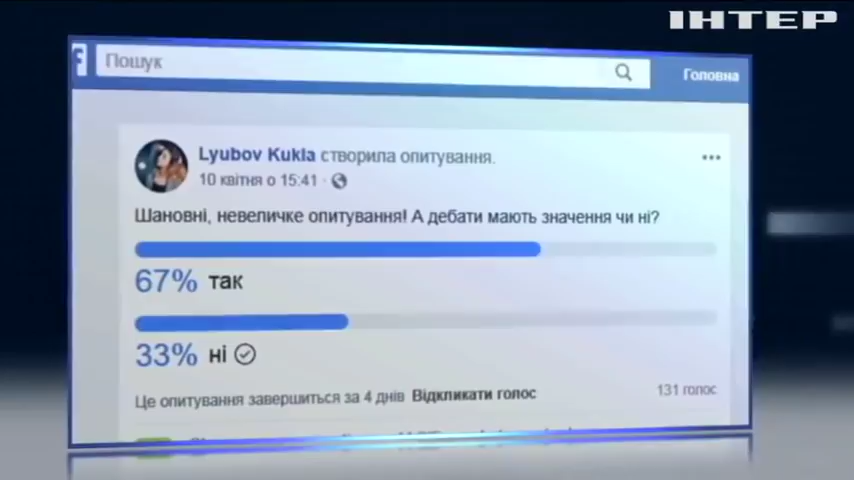 ІНТЕР
f Пошук Головна
Lyubov Kukla створила опитування.
10 квітня о 15:41 ·
Шановні, невеличке опитування! А дебати мають значення чи ні?
67% так
33% ні
Це опитування завершиться за 4 днів Відкликати голос 131 голос